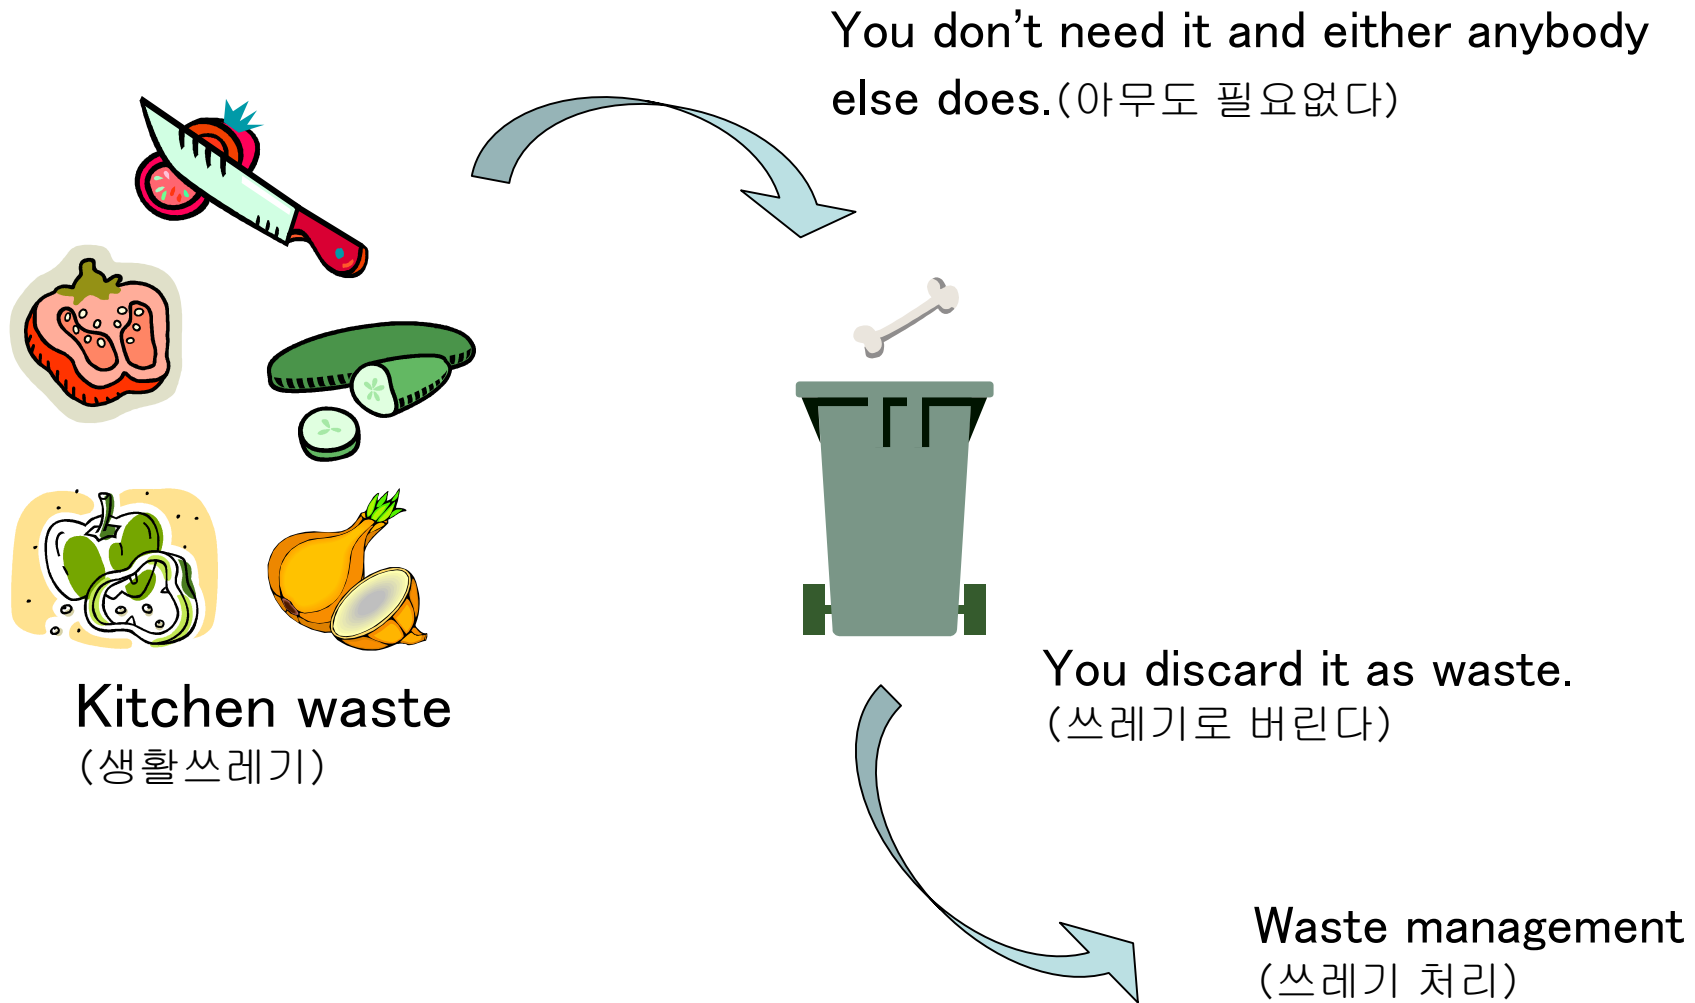 You don't need it and either anybody
else does.(아무도 필요없다)
Kitchen waste
(생활쓰레기)
You discard it as waste.
(쓰레기로 버린다)
Waste management
(쓰레기 처리)